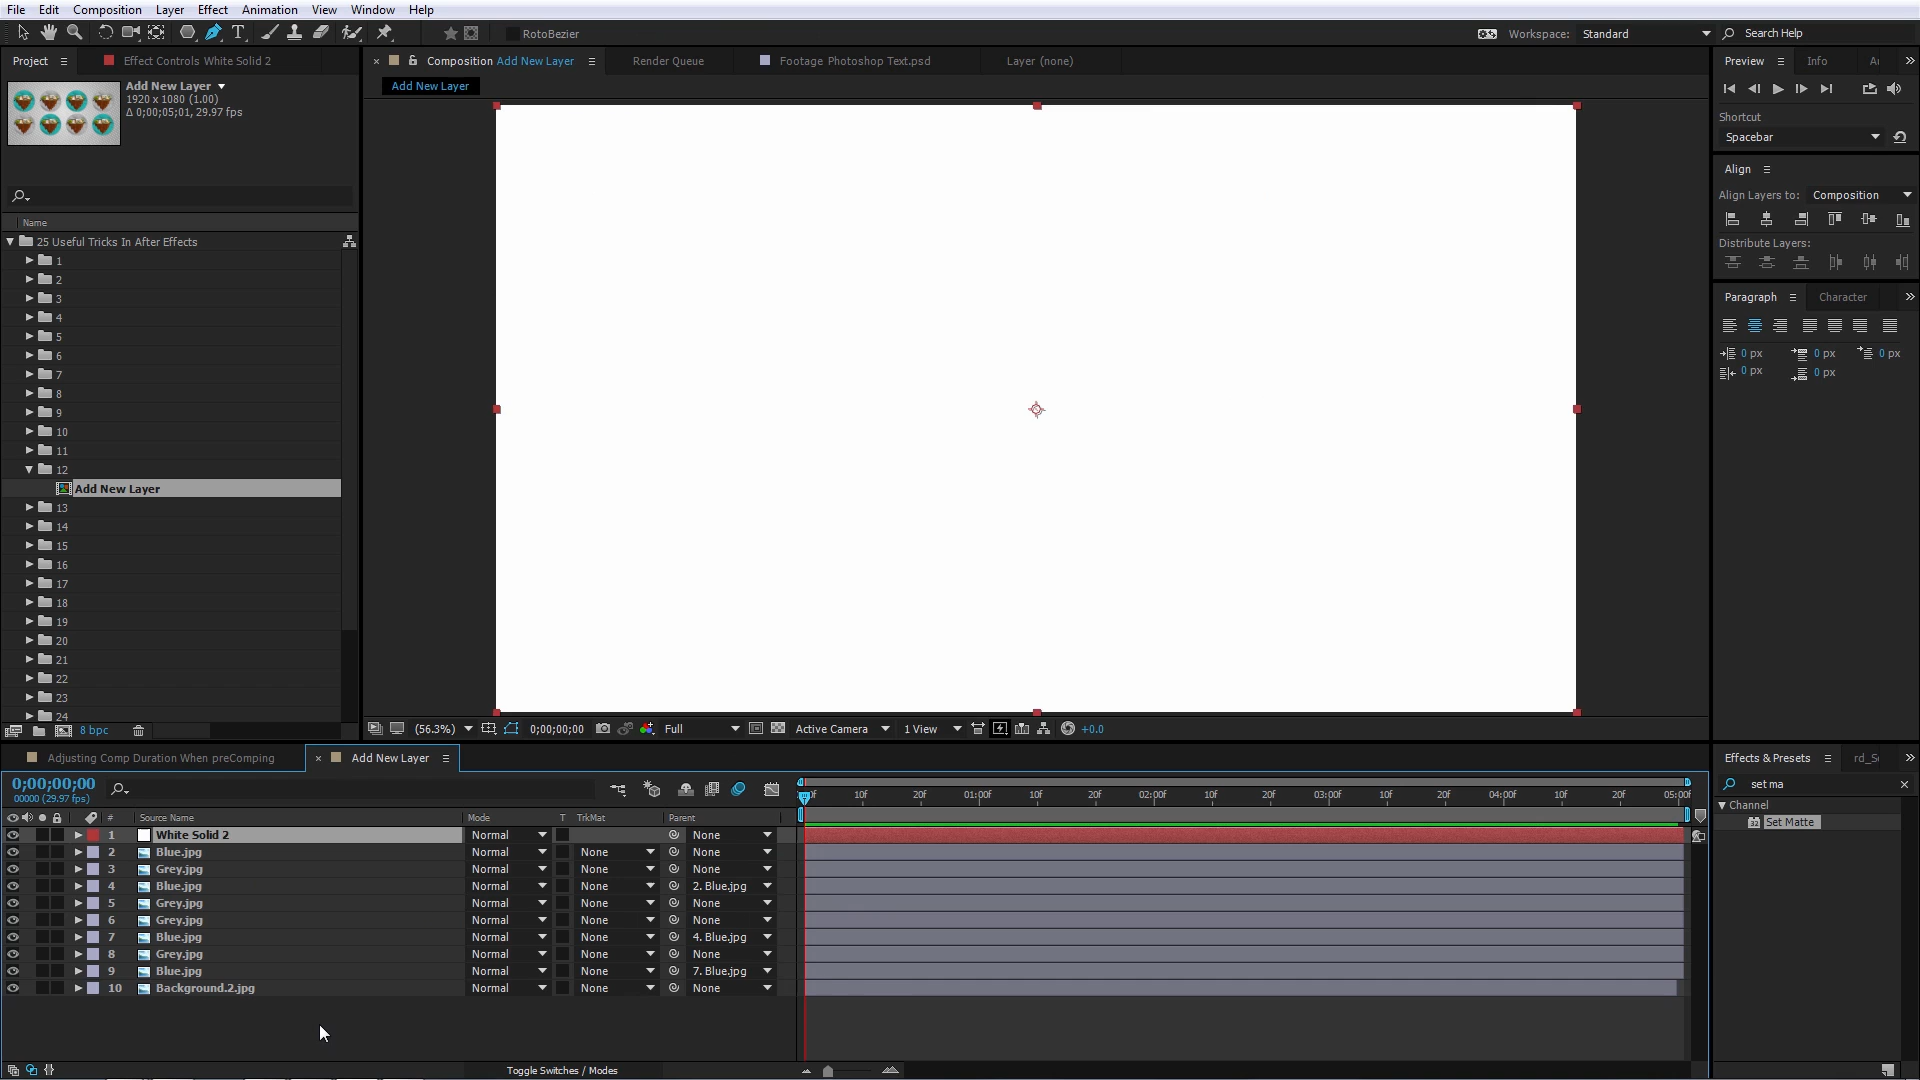 File Edit Composition Layer Effect Animation View Window Help
RotoBezier
Workspace: Standard
Search Help
Project
Effect Controls White Solid 2
Add New Layer
1920 x 1080 (1.00)
Δ 0;00;05;01, 29.97 fps
Name
25 Useful Tricks In After Effects
1
2
3
4
5
6
7
8
9
10
11
12
Add New Layer
13
14
15
16
17
18
19
20
21
22
23
24
8 bpc
Composition Add New Layer
Render Queue
Footage Photoshop Text.psd
Layer (none)
Add New Layer
(56.3%) 0;00;00;00 Full Active Camera 1 View +0.0
Preview Info
Shortcut
Spacebar
Align
Align Layers to: Composition
Distribute Layers:
Paragraph Character
0 px 0 px 0 px
0 px 0 px
Adjusting Comp Duration When preComping
Add New Layer
0;00;00;00
00000 (29.97 fps)
10f 20f 01:00f 10f 20f 02:00f 10f 20f 03:00f 10f 20f 04:00f 10f 20f 05:00f
# Source Name Mode T TrkMat Parent
1 White Solid 2 Normal None
2 Blue.jpg Normal None None
3 Grey.jpg Normal None None
4 Blue.jpg Normal None 2. Blue.jpg
5 Grey.jpg Normal None None
6 Grey.jpg Normal None None
7 Blue.jpg Normal None 4. Blue.jpg
8 Grey.jpg Normal None None
9 Blue.jpg Normal None 7. Blue.jpg
10 Background.2.jpg Normal None None
Toggle Switches / Modes
Effects & Presets
set ma
Channel
32 Set Matte